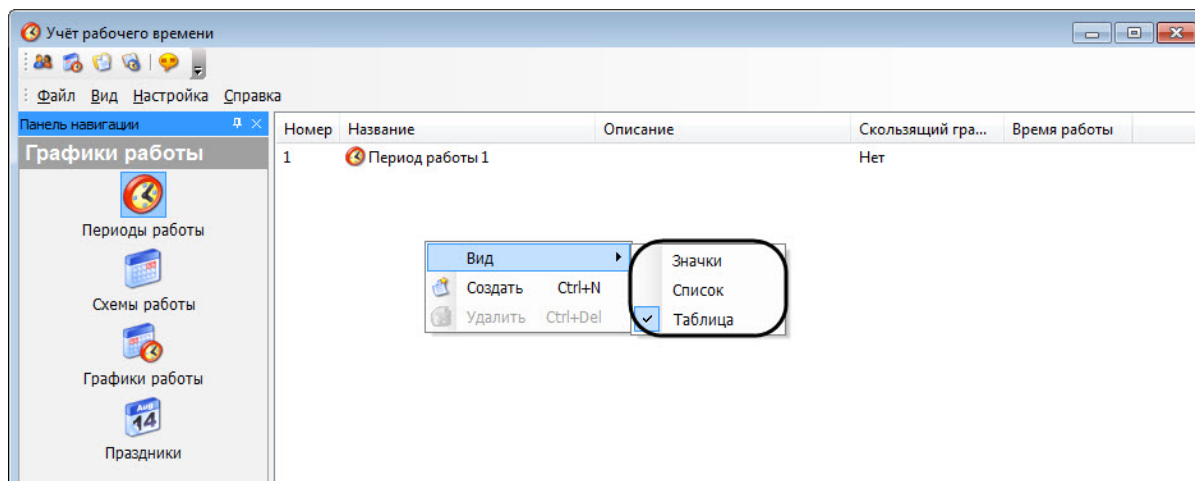 Учёт рабочего времени
Файл Вид Настройка Справка
Панель навигации
Графики работы
Периоды работы
Схемы работы
Графики работы
Aug
14
Праздники
Номер Название Описание Скользящий гра... Время работы
1 Период работы 1 Нет
Вид
Создать Ctrl+N
Удалить Ctrl+Del
Значки
Список
Таблица